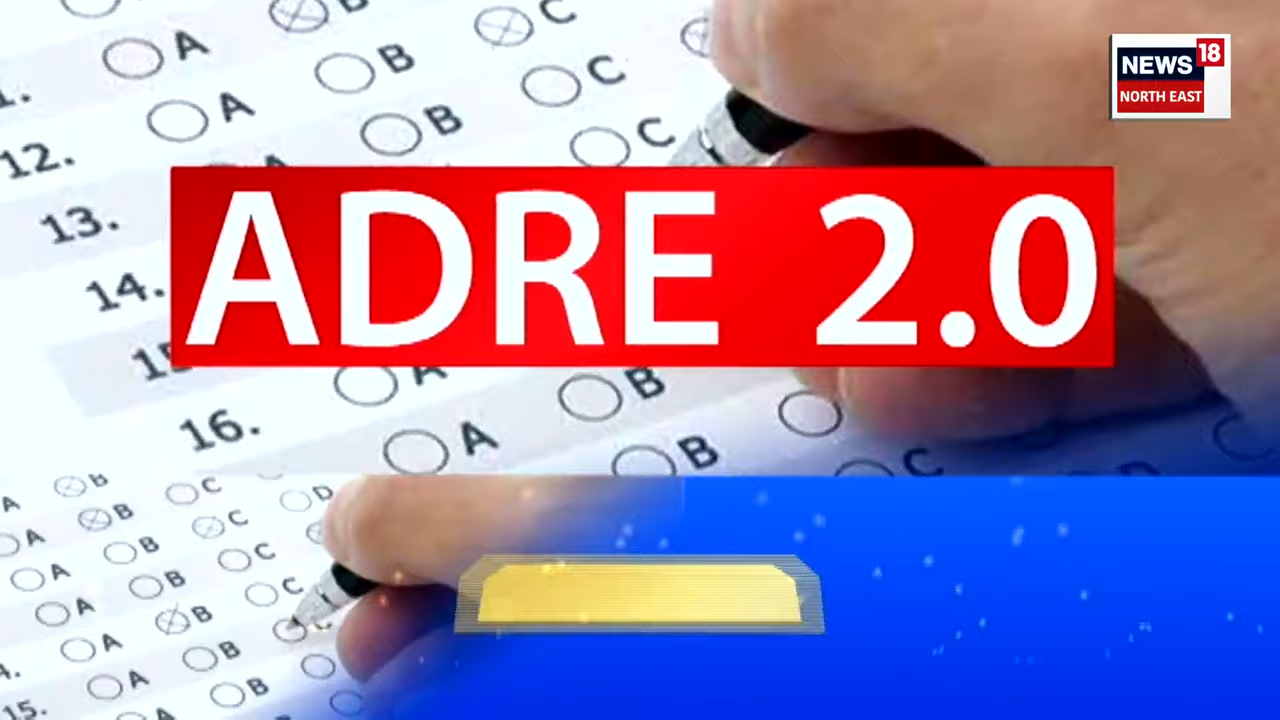 NEWS 18
NORTH EAST
A B C
A B C
12. A B C
13.
14.
16. A B
A B C D
A B C D
A B C
A B C
A B C
A B
A B
15. A B
ADRE 2.0